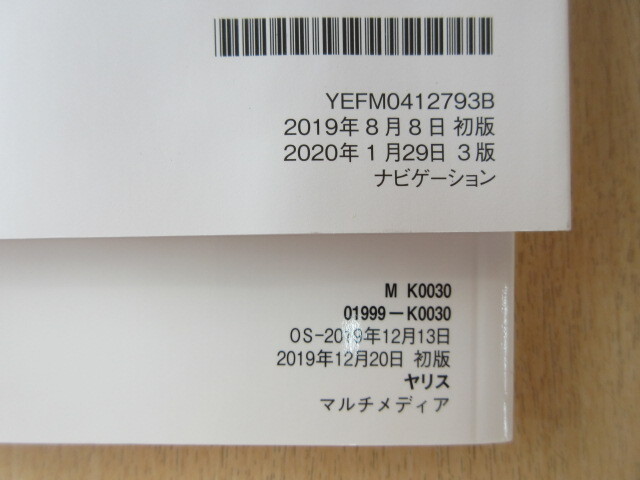 YEFM0412793B
2019年8月8日 初版
2020年1月29日 3版
ナビゲーション
M K0030
01999-K0030
OS-2019年12月13日
2019年12月20日 初版
ヤリス
マルチメディア